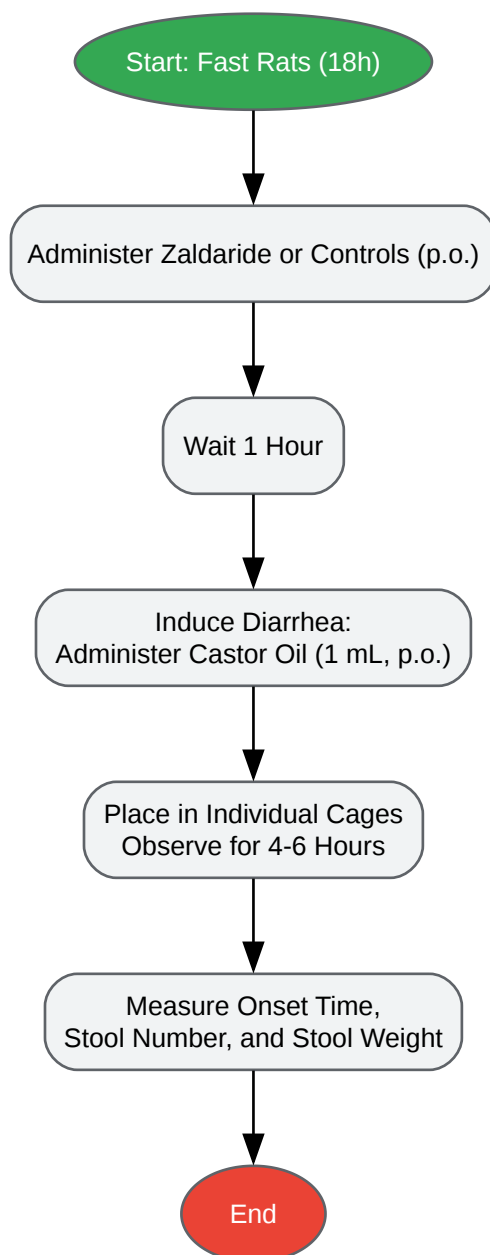 Start: Fast Rats (18h)
Administer Zaldaride or Controls (p.o.)
Wait 1 Hour
Induce Diarrhea:
Administer Castor Oil (1 mL, p.o.)
Place in Individual Cages
Observe for 4-6 Hours
Measure Onset Time,
Stool Number, and Stool Weight
End